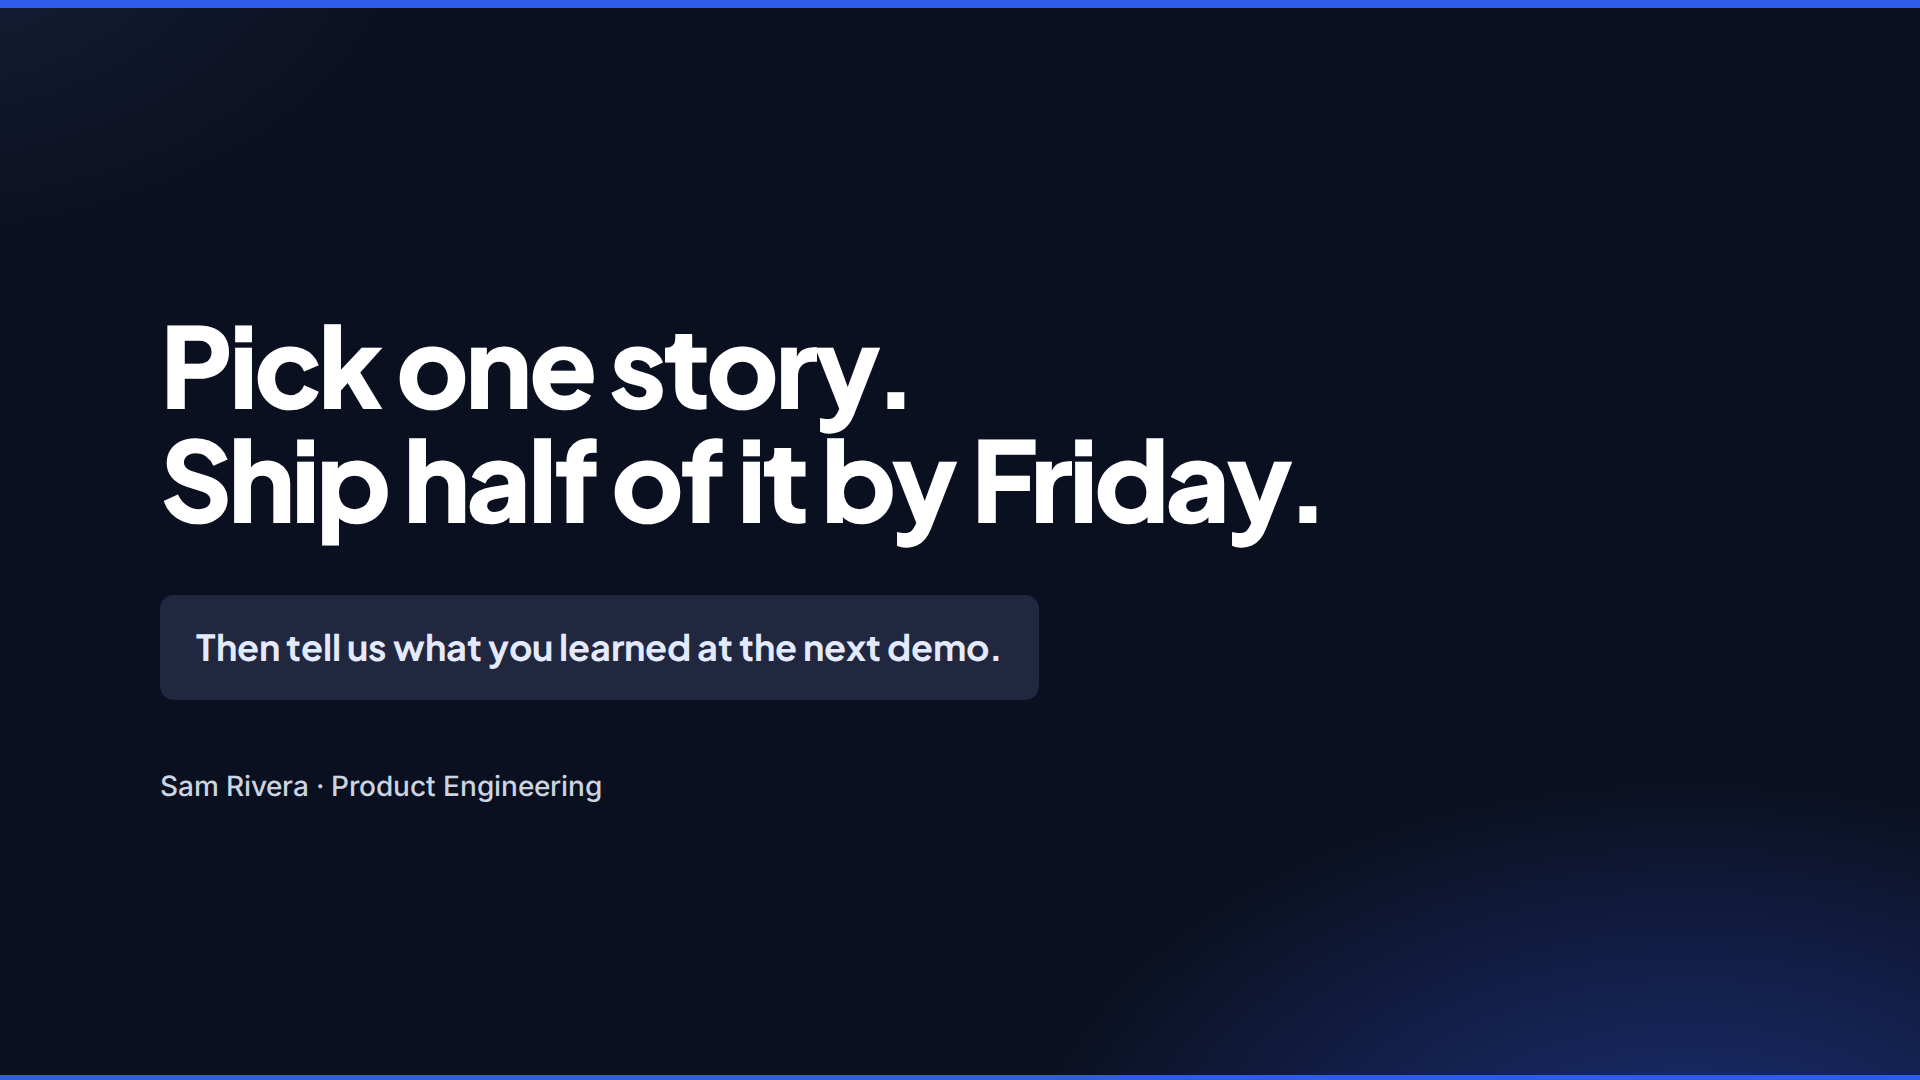 Pick one story.
Ship half of it by Friday.
Then tell us what you learned at the next demo.
Sam Rivera · Product Engineering